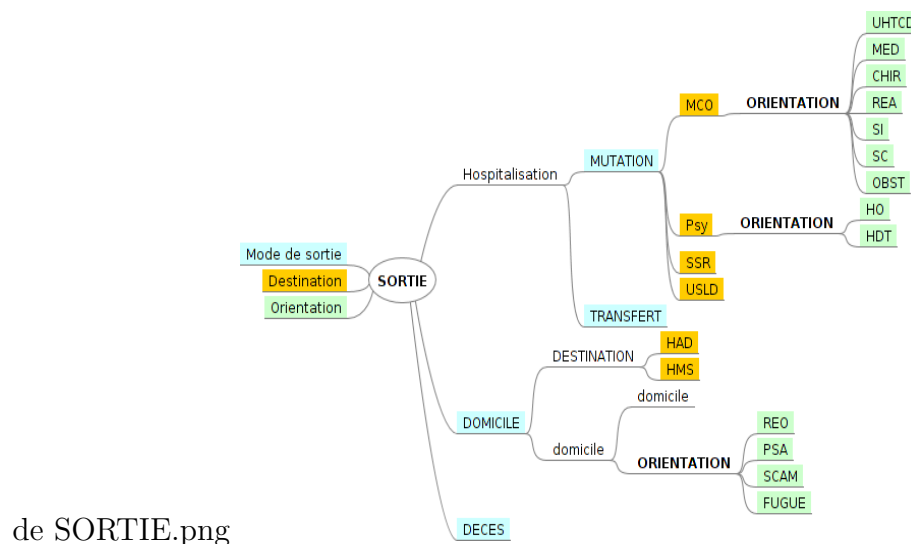 UHTCD
MED
CHIR
MCO
ORIENTATION
REA
SI
MUTATION
SC
Hospitalisation
OBST
HO
Psy
ORIENTATION
HDT
Mode de sortie
SSR
Destination
SORTIE
USLD
Orientation
TRANSFERT
HAD
DESTINATION
HMS
domicile
DOMICILE
REO
domicile
PSA
ORIENTATION
SCAM
FUGUE
DECES
de SORTIE.png